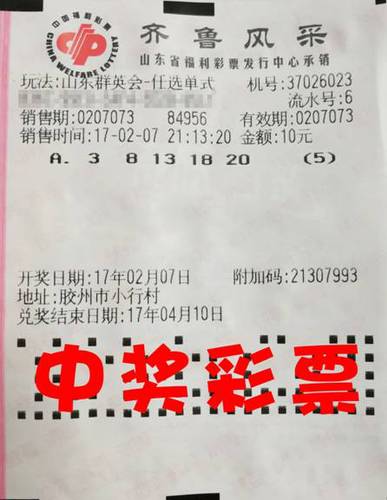 中国福利彩票
CHINA WELFARE LOTTERY
齐鲁风采
山东省福利彩票发行中心承销
玩法:山东群英会-任选单式 机号:37026023
流水号:6
销售期:0207073 84956 有效期:0207073
销售时间:17-02-07 21:13:20 金额:10元
A. 3 8 13 18 20 (5)
开奖日期:17年02月07日 附加码:21307993
地址:胶州市小行村
兑奖结束日期:17年04月10日
中奖彩票